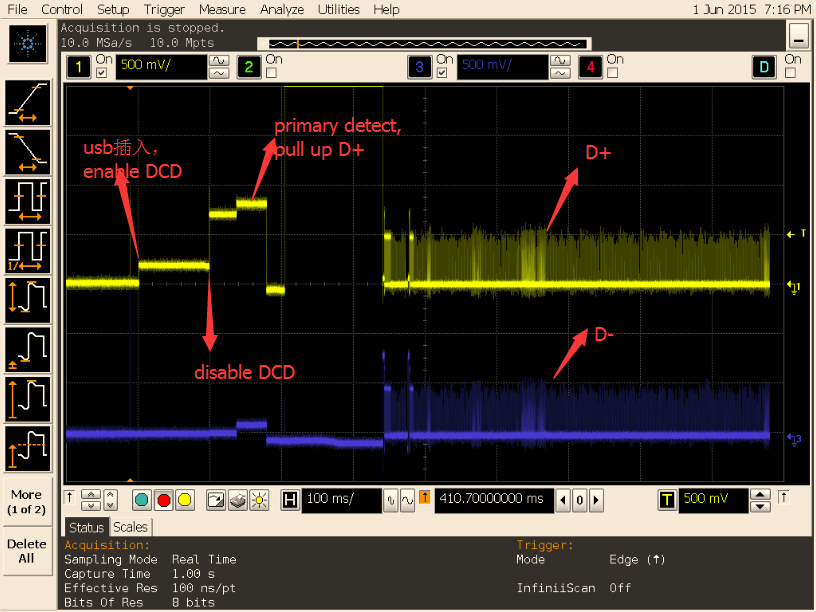 File Control Setup Trigger Measure Analyze Utilities Help 1 Jun 2015 7:16 PM
Acquisition is stopped.
10.0 MSa/s 10.0 Mpts
1 On 500 mV/ 2 On 3 On 500 mV/ 4 On D On
primary detect,
pull up D+
usb插入,
enable DCD
D+
T
1
1/
disable DCD
D-
3
More
(1 of 2)
Delete
All
H 100 ms/ 0 410.70000000 ms T 500 mV
Status Scales
Acquisition:
Sampling Mode Real Time
Capture Time 1.00 s
Effective Res 100 ns/pt
Bits Of Res 8 bits
Trigger:
Mode Edge (↑)
InfiniiScan Off